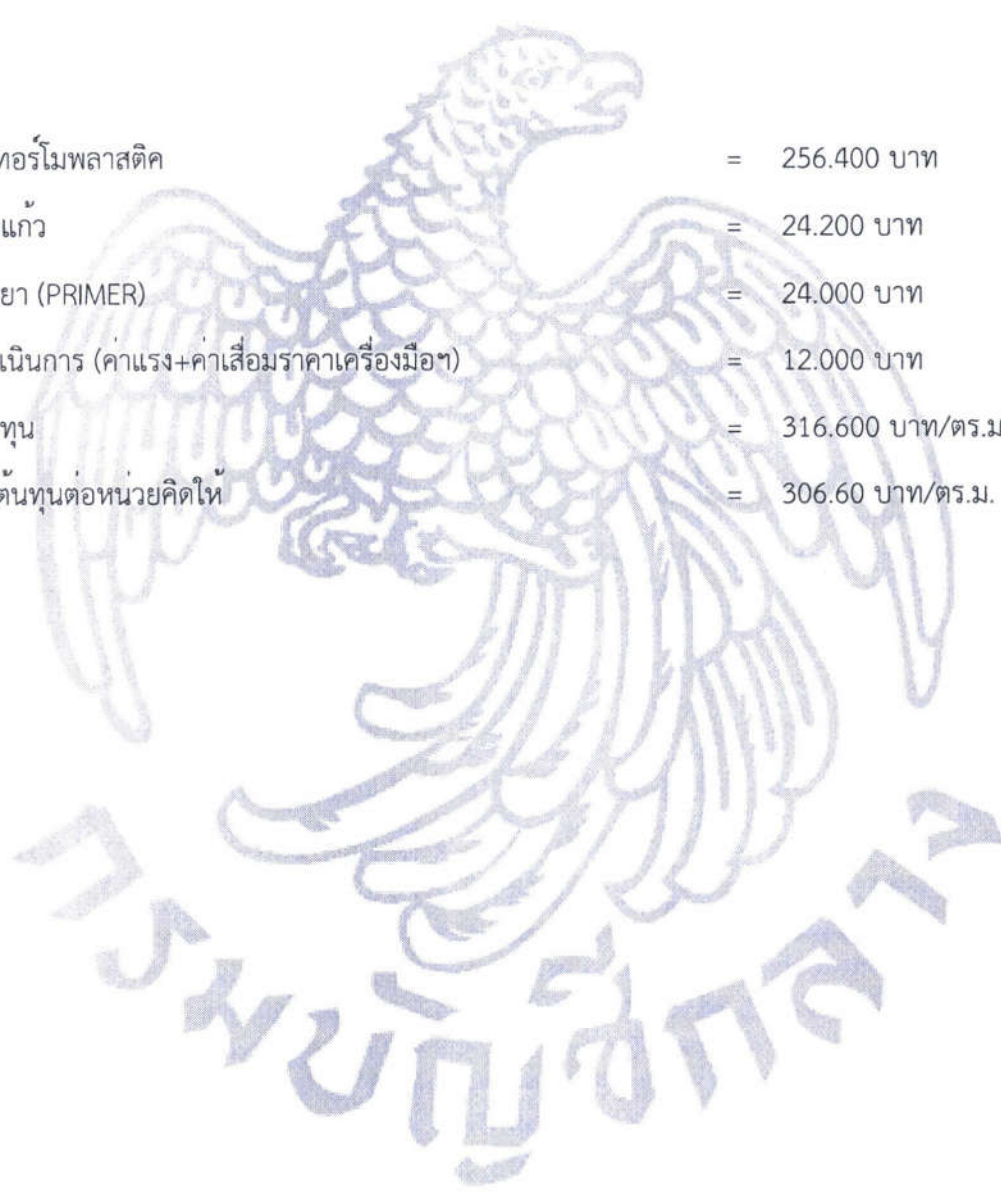 ทอร์โมพลาสติค = 256.400 บาท
แก้ว = 24.200 บาท
ยา (PRIMER) = 24.000 บาท
เนินการ (ค่าแรง+ค่าเสื่อมราคาเครื่องมือฯ) = 12.000 บาท
ทุน = 316.600 บาท/ตร.ม
ต้นทุนต่อหน่วยคิดให้ = 306.60 บาท/ตร.ม.
กรมบัญชีกลาง